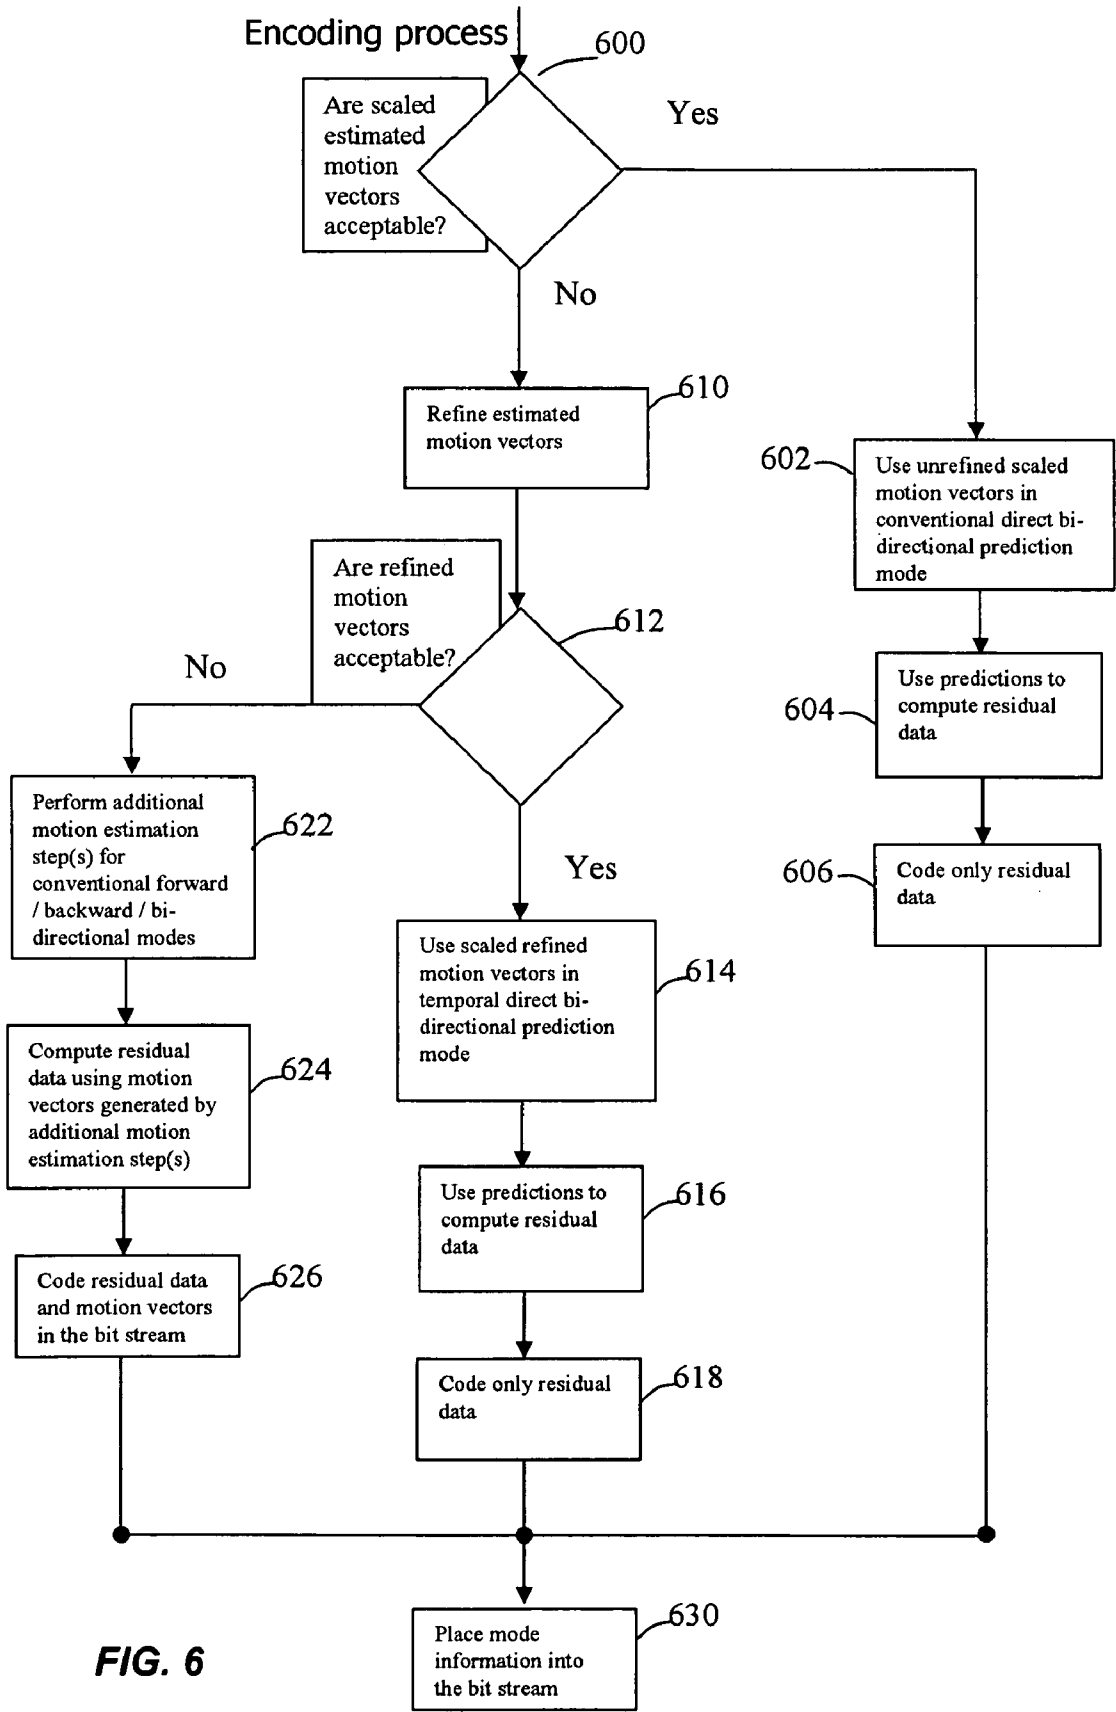 Encoding process
600
Are scaled
estimated
motion
vectors
acceptable?
Yes
No
610
Refine estimated
motion vectors
602
Use unrefined scaled
motion vectors in
conventional direct bi-
directional prediction
mode
Are refined
motion
vectors
acceptable?
612
No
604
Use predictions to
compute residual
data
Perform additional
motion estimation
step(s) for
conventional forward
/ backward / bi-
directional modes
622
Yes
606
Code only residual
data
Use scaled refined
motion vectors in
temporal direct bi-
directional prediction
mode
614
Compute residual
data using motion
vectors generated by
additional motion
estimation step(s)
624
Use predictions to
compute residual
data
616
Code residual data
and motion vectors
in the bit stream
626
Code only residual
data
618
Place mode
information into
the bit stream
630
FIG. 6